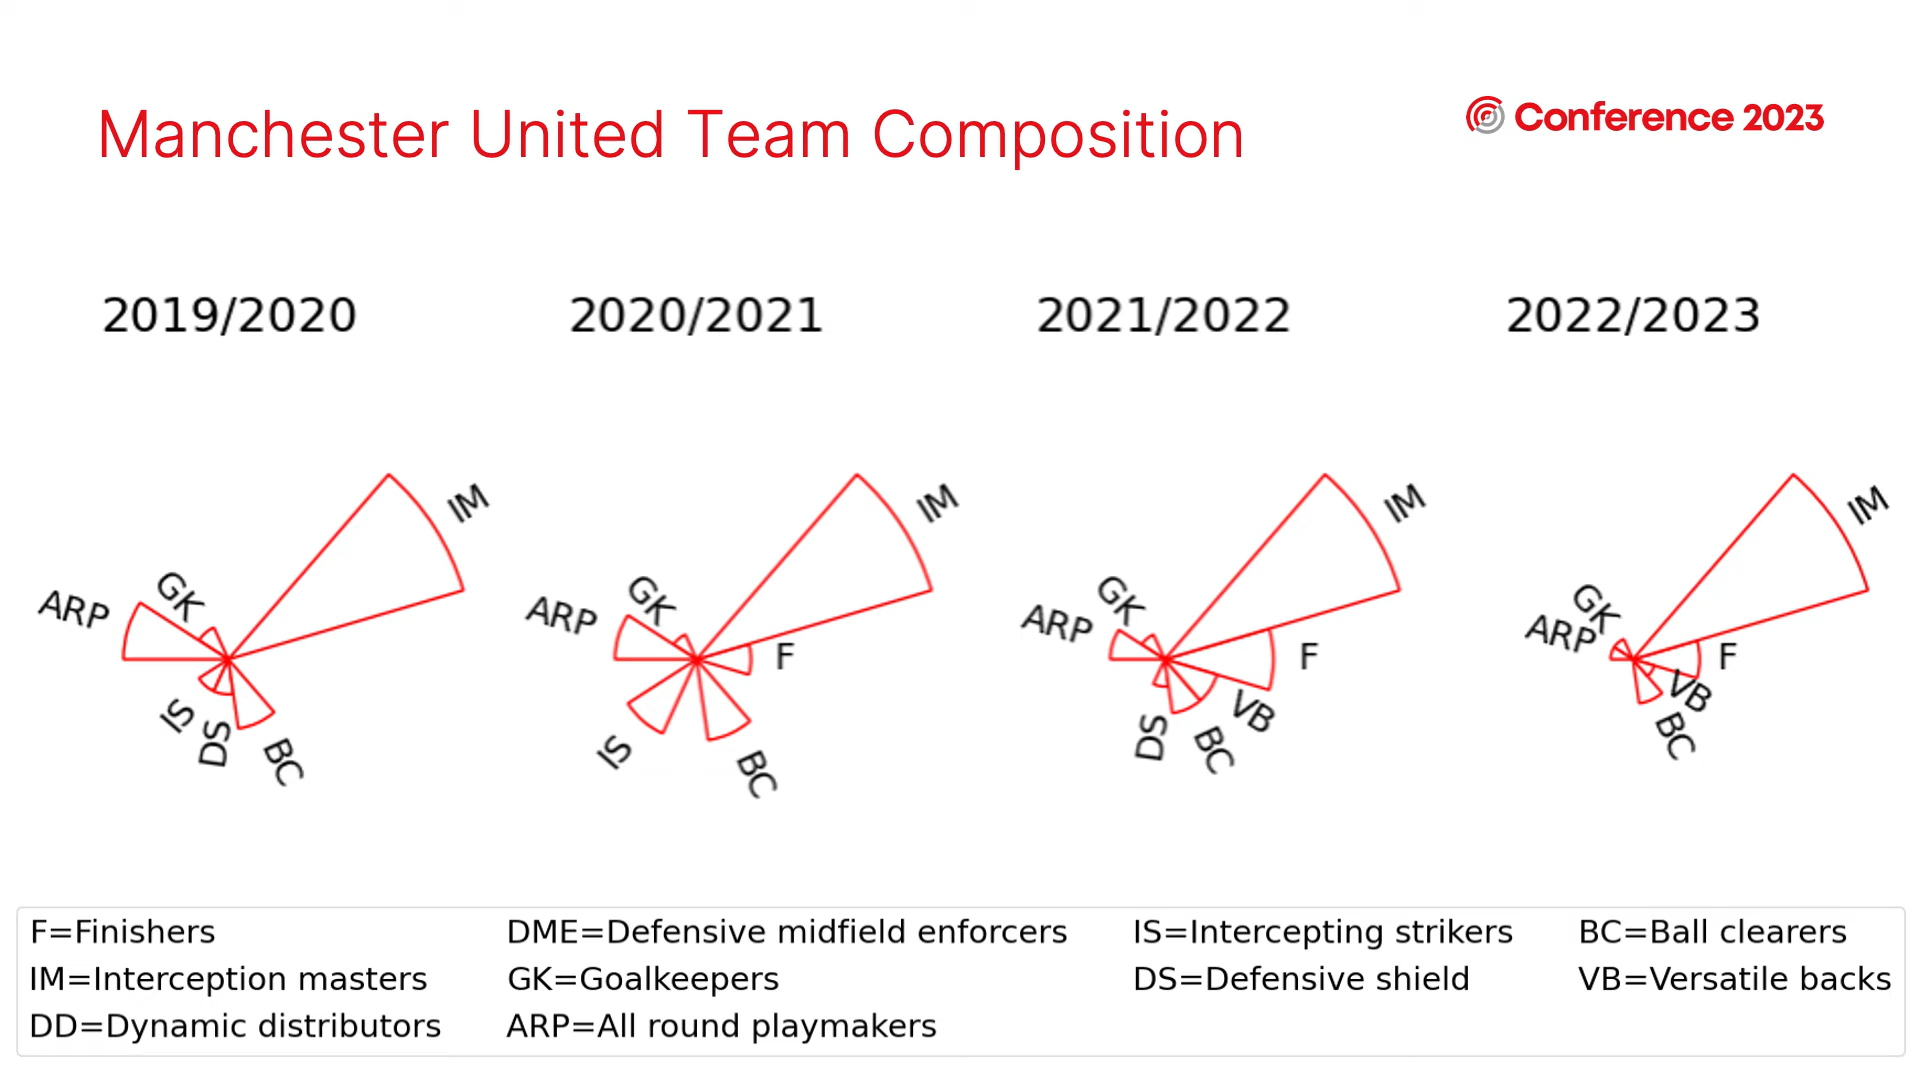 Manchester United Team Composition
Conference 2023
2019/2020
2020/2021
2021/2022
2022/2023
IM
GK
ARP
IS
DS
BC
IM
GK
ARP
F
IS
BC
IM
GK
ARP
F
VB
DS
BC
IM
GK
ARP
F
VB
BC
F=Finishers
IM=Interception masters
DD=Dynamic distributors
DME=Defensive midfield enforcers
GK=Goalkeepers
ARP=All round playmakers
IS=Intercepting strikers
DS=Defensive shield
BC=Ball clearers
VB=Versatile backs